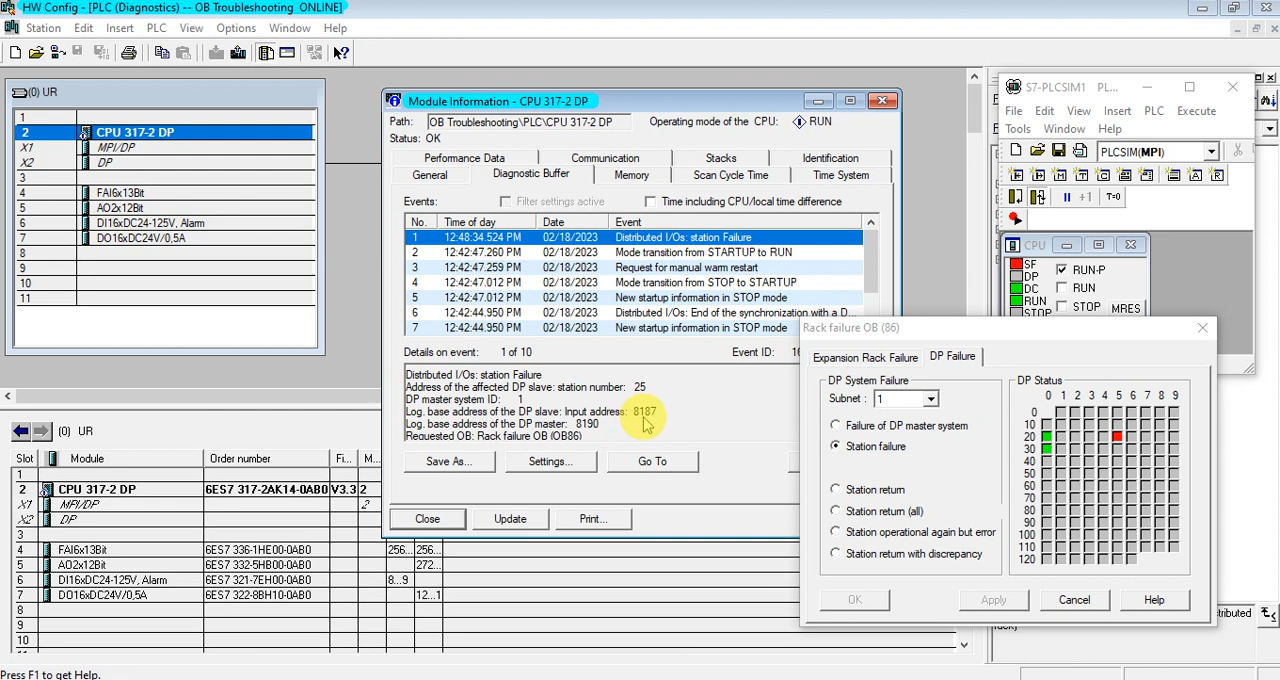 HW Config - [PLC (Diagnostics) -- OB Troubleshooting ONLINE]
Station Edit Insert PLC View Options Window Help
(0) UR
1
2 CPU 317-2 DP
X1 MPI/DP
X2 DP
3
4 FAI6x13Bit
5 AO2x12Bit
6 DI16xDC24-125V, Alarm
7 DO16xDC24V/0,5A
8
9
10
11
Module Information - CPU 317-2 DP
Path: OB Troubleshooting\PLC\CPU 317-2 DP Operating mode of the CPU: RUN
Status: OK
Performance Data Communication Stacks Identification
General Diagnostic Buffer Memory Scan Cycle Time Time System
Events: Filter settings active Time including CPU/local time difference
No. Time of day Date Event
1 12:48:34.524 PM 02/18/2023 Distributed I/Os: station Failure
2 12:42:47.260 PM 02/18/2023 Mode transition from STARTUP to RUN
3 12:42:47.259 PM 02/18/2023 Request for manual warm restart
4 12:42:47.012 PM 02/18/2023 Mode transition from STOP to STARTUP
5 12:42:47.012 PM 02/18/2023 New startup information in STOP mode
6 12:42:44.950 PM 02/18/2023 Distributed I/Os: End of the synchronization with a D...
7 12:42:44.950 PM 02/18/2023 New startup information in STOP mode
Details on event: 1 of 10 Event ID: 16
Distributed I/Os: station Failure
Address of the affected DP slave: station number: 25
DP master system ID: 1
Log. base address of the DP slave: Input address: 8187
Log. base address of the DP master: 8190
Requested OB: Rack failure OB (OB86)
Save As... Settings... Go To
Close Update Print...
S7-PLCSIM1 PL...
File Edit View Insert PLC Execute
Tools Window Help
PLCSIM(MPI)
+1 T=0
CPU
SF
DP RUN-P
DC RUN
RUN
STOP STOP MRES
Rack failure OB (86)
Expansion Rack Failure DP Failure
DP System Failure
Subnet : 1
Failure of DP master system
Station failure
Station return
Station return (all)
Station operational again but error
Station return with discrepancy
DP Status
0 1 2 3 4 5 6 7 8 9
0
10
20
30
40
50
60
70
80
90
100
110
120
OK Apply Cancel Help
(0) UR
Slot Module Order number Fi... M...
2 CPU 317-2 DP 6ES7 317-2AK14-0AB0 V3.3 2
X1 MPI/DP 2
X2 DP
3
4 FAI6x13Bit 6ES7 336-1HE00-0AB0 256... 256...
5 AO2x12Bit 6ES7 332-5HB00-0AB0 272...
6 DI16xDC24-125V, Alarm 6ES7 321-7EH00-0AB0 8...9
7 DO16xDC24V/0,5A 6ES7 322-8BH10-0AB0 12...1
8
9
10
tributed
Press F1 to get Help.